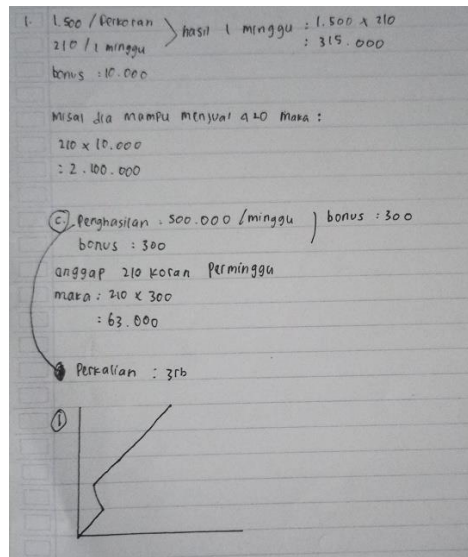 1. 1.500 / Perkoran > hasil 1 minggu : 1.500 x 210
210 / 1 minggu : 315.000
bonus : 10.000
Misal dia mampu menjual 420 maka :
210 x 10.000
: 2.100.000
c. Penghasilan : 500.000 /minggu ) bonus : 300
bonus : 300
anggap 210 koran Perminggu
maka : 210 x 300
: 63.000
Perkalian : 3rb
1